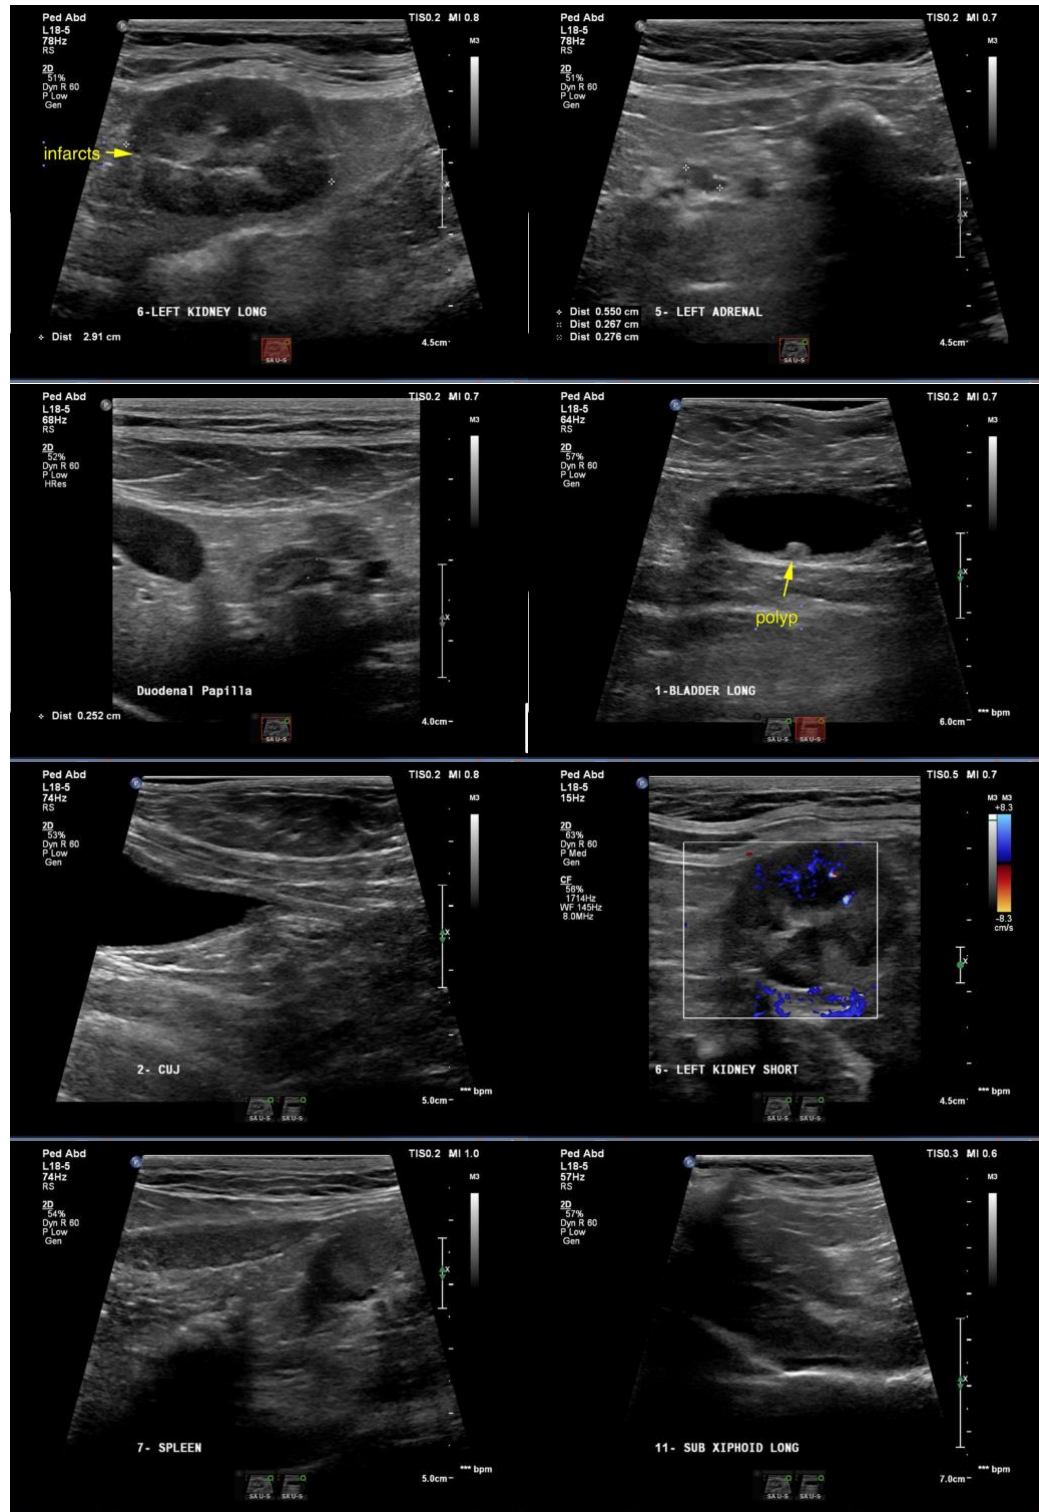 Ped Abd
L18-5
78Hz
RS
2D
51%
Dyn R 60
P Low
Gen
TIS0.2 MI 0.8
M3
infarcts
x
6-LEFT KIDNEY LONG
Dist 2.91 cm
4.5cm
Ped Abd
L18-5
78Hz
RS
2D
51%
Dyn R 60
P Low
Gen
TIS0.2 MI 0.7
M3
x
Dist 0.550 cm
Dist 0.267 cm
Dist 0.276 cm
5- LEFT ADRENAL
4.5cm
Ped Abd
L18-5
68Hz
RS
2D
52%
Dyn R 60
P Low
HRes
TIS0.2 MI 0.7
M3
x
Duodenal Papilla
Dist 0.252 cm
4.0cm
Ped Abd
L18-5
64Hz
RS
2D
57%
Dyn R 60
P Low
Gen
TIS0.2 MI 0.7
M3
x
polyp
1-BLADDER LONG
*** bpm
6.0cm
Ped Abd
L18-5
74Hz
RS
2D
53%
Dyn R 60
P Low
Gen
TIS0.2 MI 0.8
M3
x
2- CUJ
*** bpm
5.0cm
Ped Abd
L18-5
15Hz
2D
63%
Dyn R 60
P Med
Gen
CF
56%
1714Hz
WF 145Hz
8.0MHz
TIS0.5 MI 0.7
M3 M3
+8.3
-8.3
cm/s
x
6- LEFT KIDNEY SHORT
*** bpm
4.5cm
Ped Abd
L18-5
74Hz
RS
2D
54%
Dyn R 60
P Low
Gen
TIS0.2 MI 1.0
M3
x
7- SPLEEN
*** bpm
5.0cm
Ped Abd
L18-5
57Hz
RS
2D
57%
Dyn R 60
P Low
Gen
TIS0.3 MI 0.6
M3
x
11- SUB XIPHOID LONG
*** bpm
7.0cm